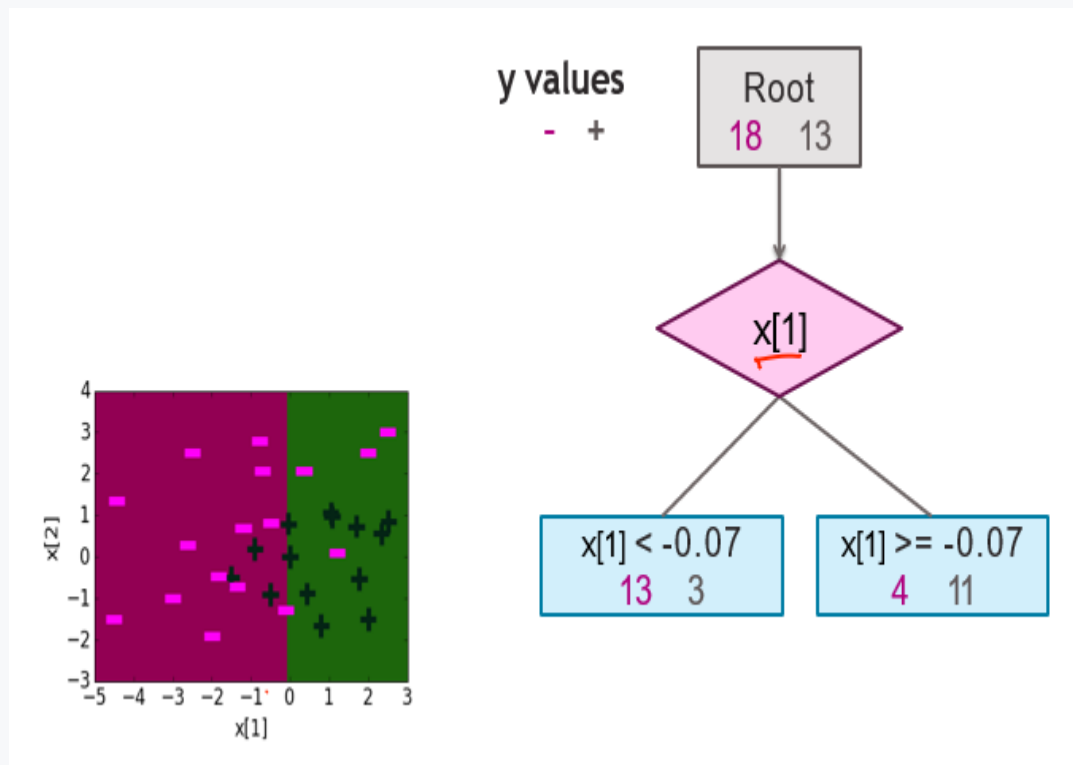 y values
- +
Root
18 13
x[1]
x[1] < -0.07
13 3
x[1] >= -0.07
4 11
4
3
2
1
0
−1
−2
−3
x[2]
−5 −4 −3 −2 −1 0 1 2 3
x[1]